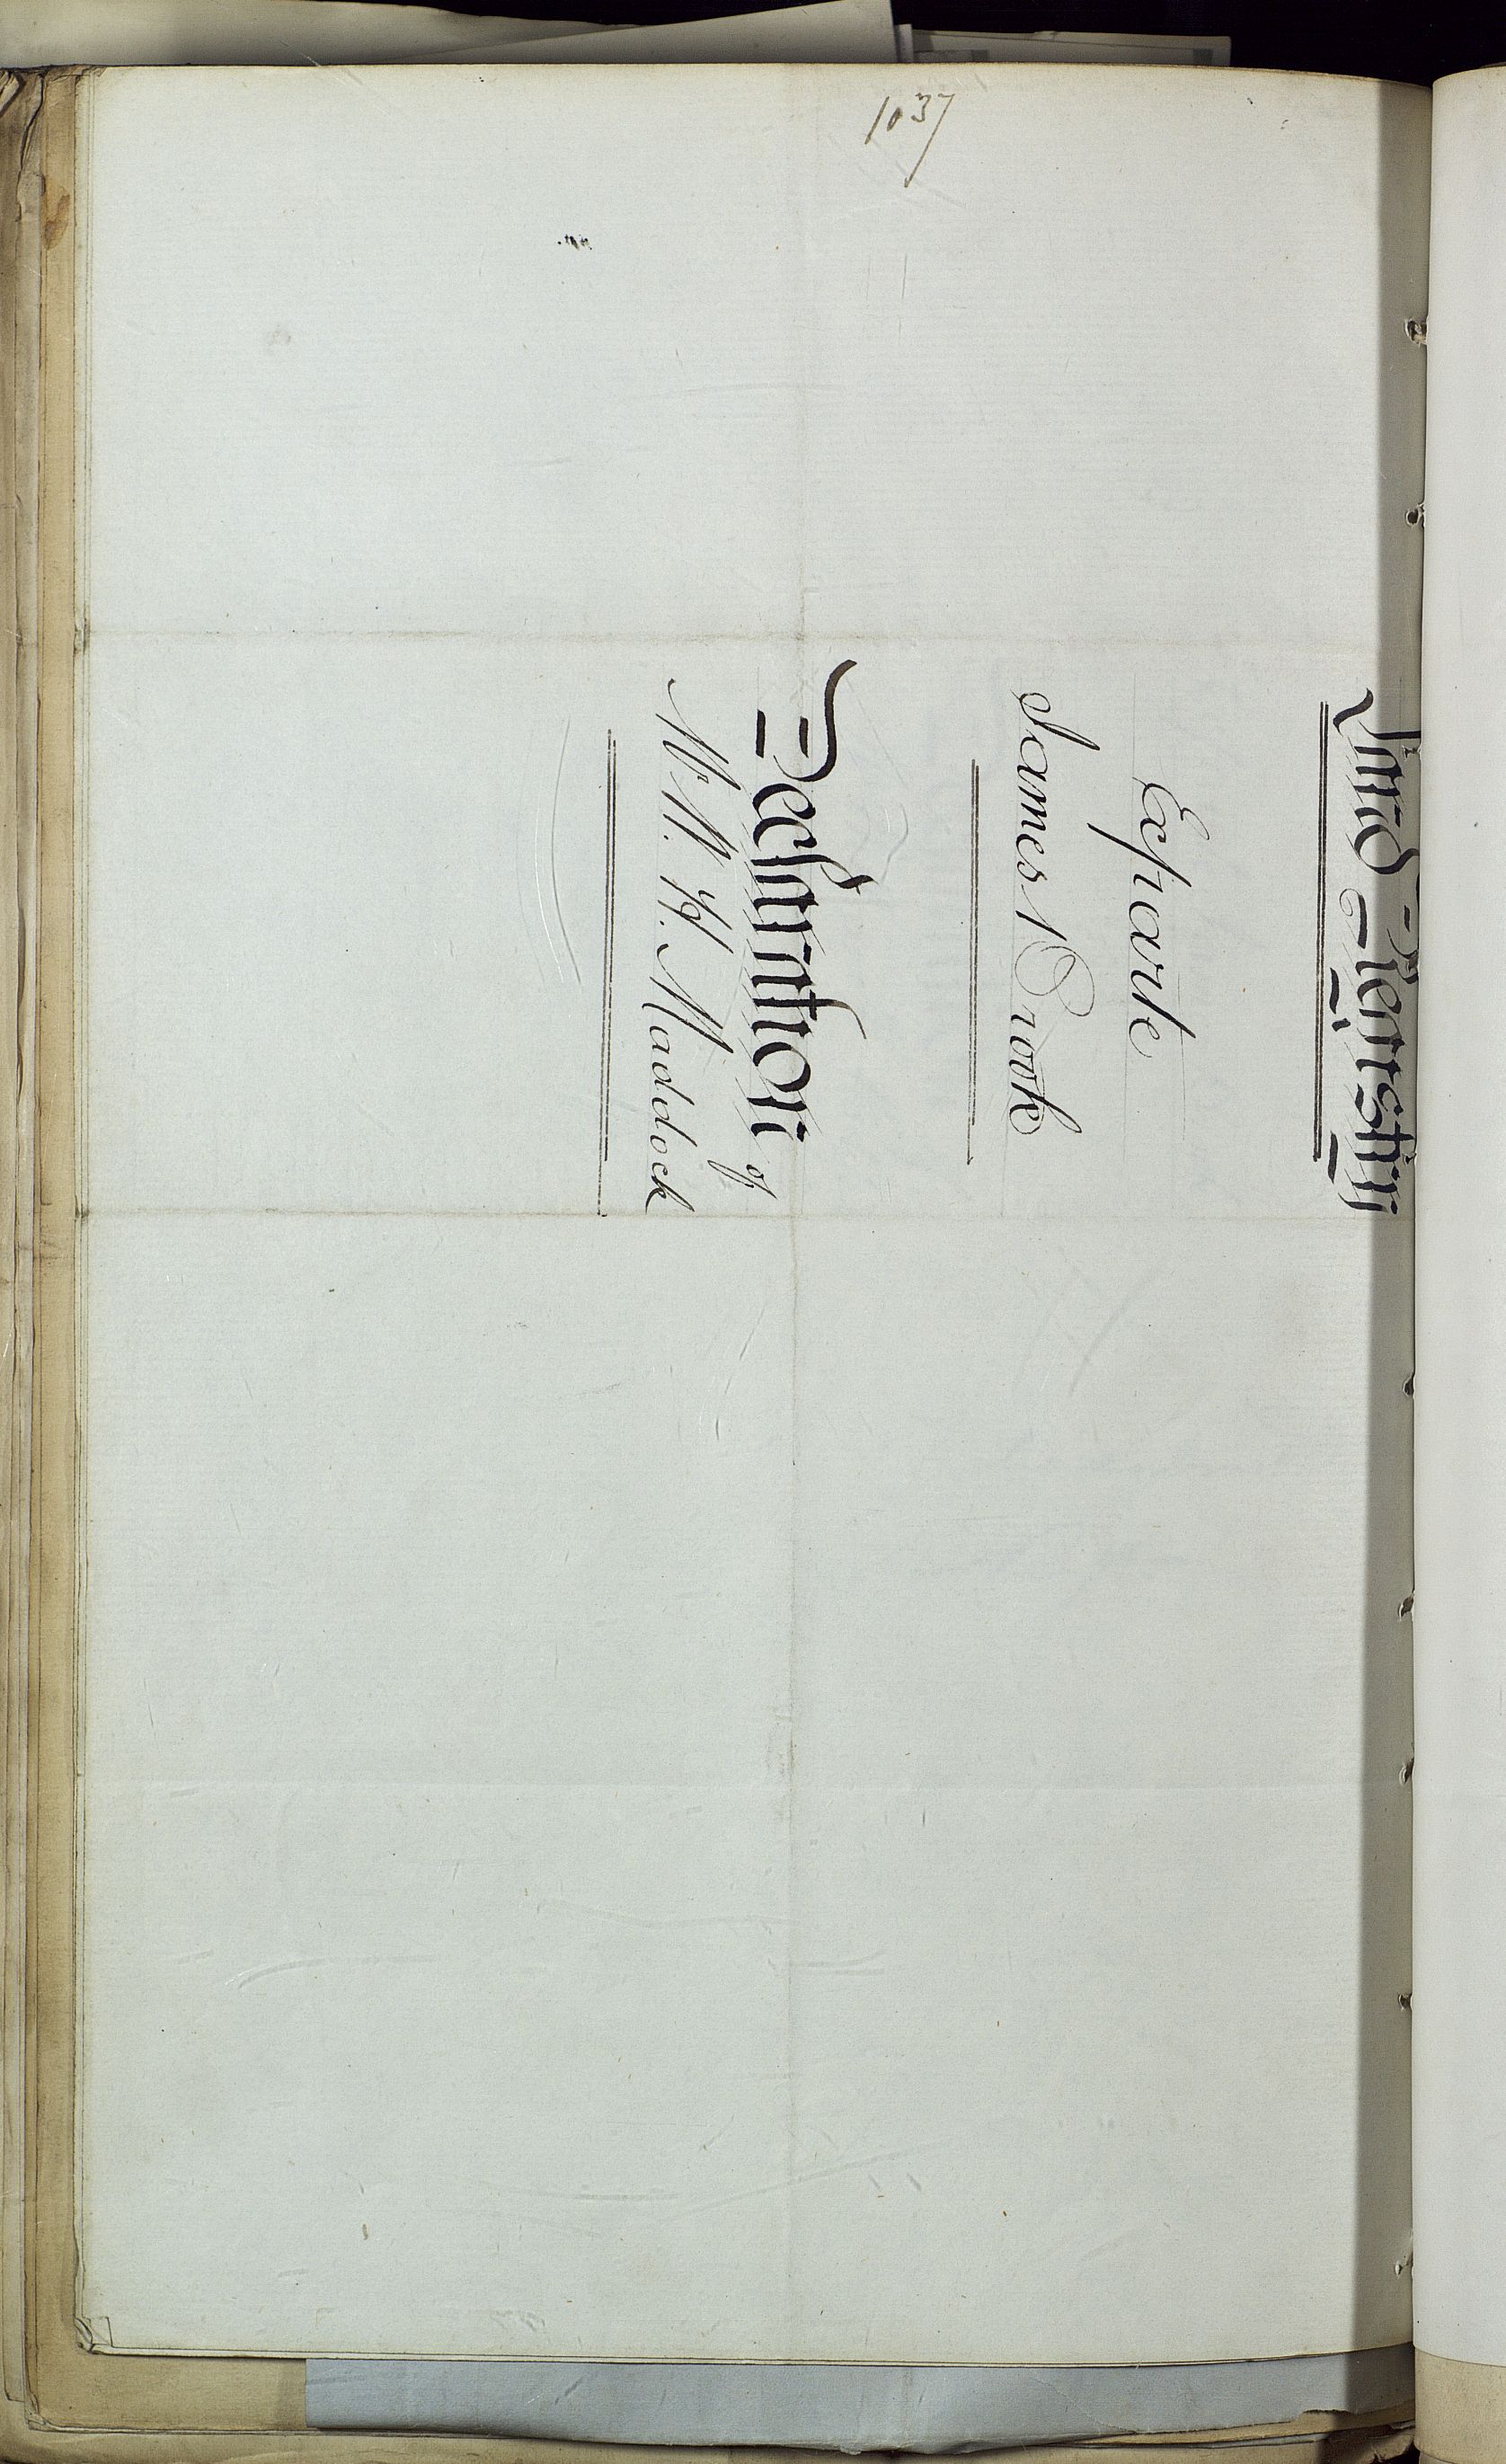 1037
Land Registry
Exparte
James Brook
Declaration of
Mr W. H. Maddock